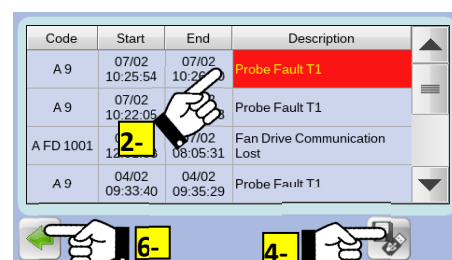 Code Start End Description
A 9 07/02 10:25:54 07/02 Probe Fault T1
A 9 07/02 10:22:05 Probe Fault T1
2-
A FD 1001 08:05:31 Fan Drive Communication Lost
A 9 04/02 09:33:40 04/02 09:35:29 Probe Fault T1
6-
4-